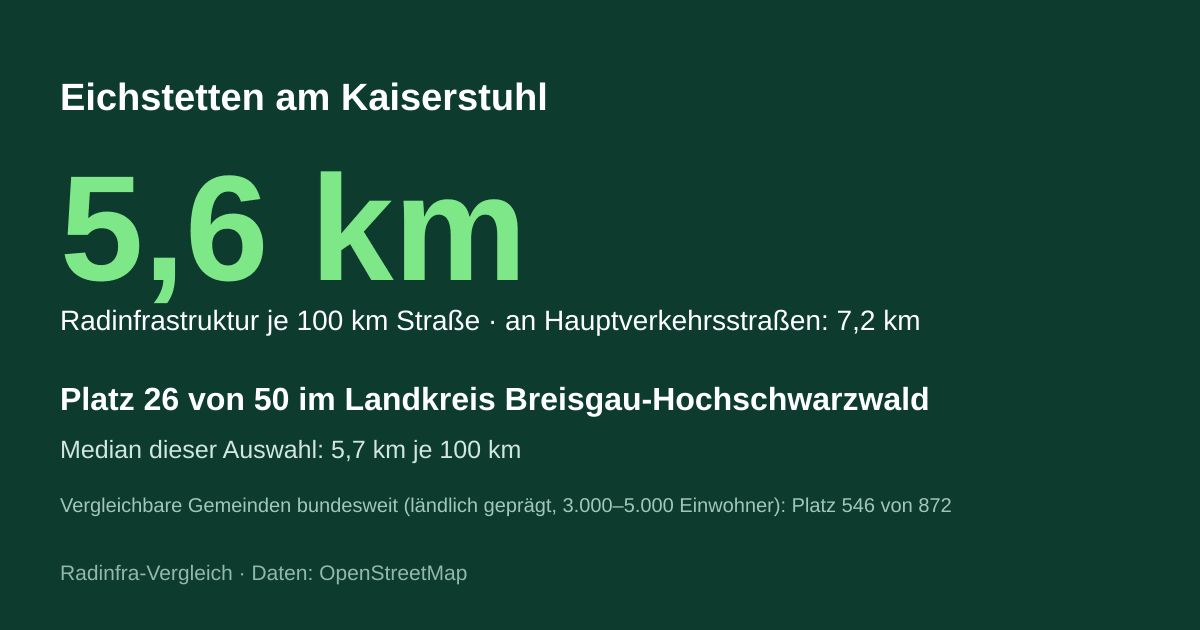 Eichstetten am Kaiserstuhl
5,6 km
Radinfrastruktur je 100 km Straße · an Hauptverkehrsstraßen: 7,2 km
Platz 26 von 50 im Landkreis Breisgau-Hochschwarzwald
Median dieser Auswahl: 5,7 km je 100 km
Vergleichbare Gemeinden bundesweit (ländlich geprägt, 3.000–5.000 Einwohner): Platz 546 von 872
Radinfra-Vergleich · Daten: OpenStreetMap